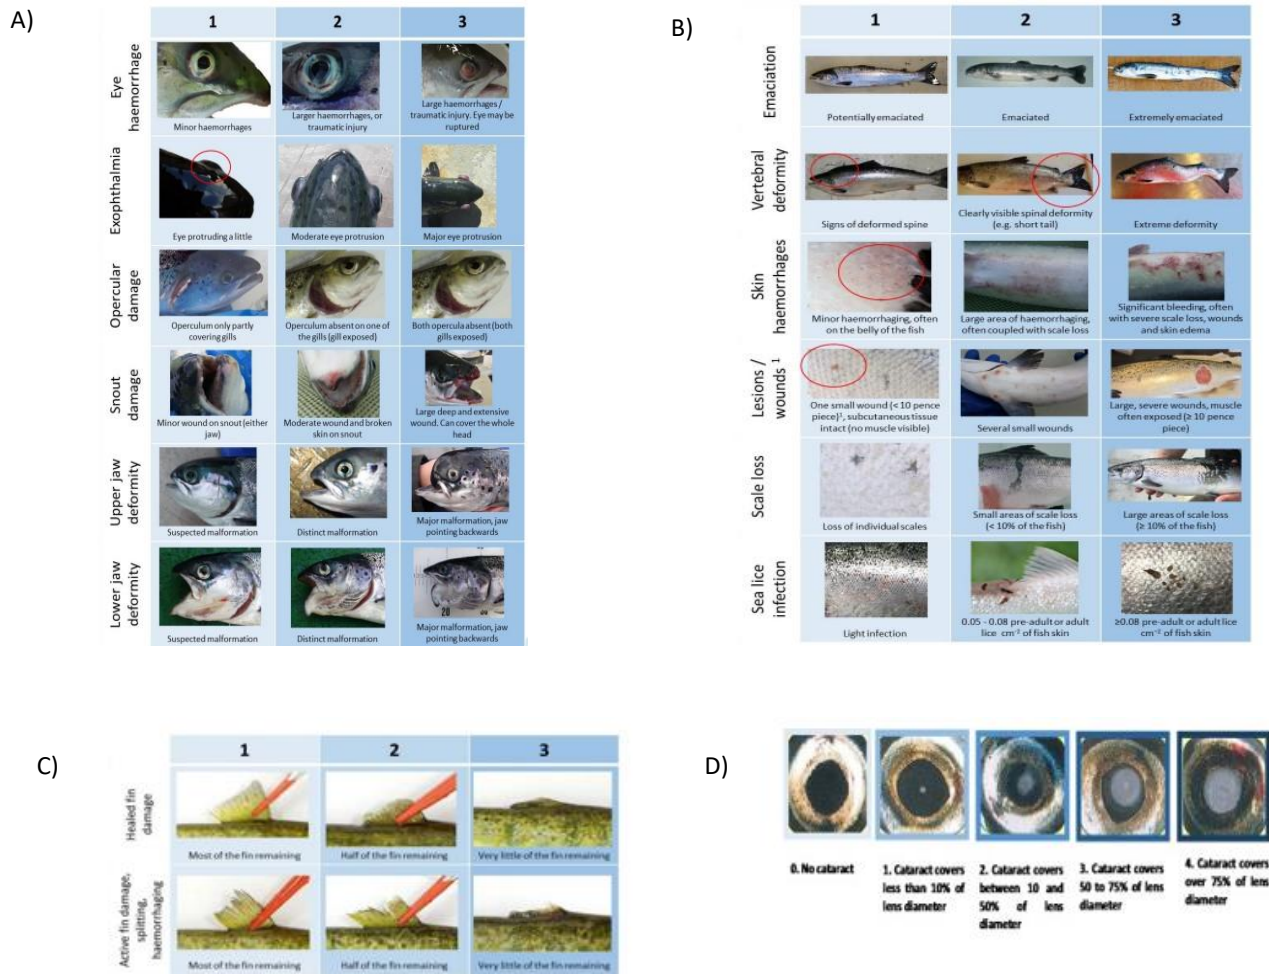 A)
1 2 3
Eye
haemorrhage
Minor haemorrhages
Larger haemorrhages, or
traumatic injury
Large haemorrhages /
traumatic injury. Eye may be
ruptured
Exophthalmia
Eye protruding a little
Moderate eye protrusion
Major eye protrusion
Opercular
damage
Operculum only partly
covering gills
Operculum absent on one of
the gills (gill exposed)
Both opercula absent (both
gills exposed)
Snout
damage
Minor wound on snout (either
jaw)
Moderate wound and broken
skin on snout
Large deep and extensive
wound. Can cover the whole
head
Upper jaw
deformity
Suspected malformation
Distinct malformation
Major malformation, jaw
pointing backwards
Lower jaw
deformity
Suspected malformation
Distinct malformation
20
Major malformation, jaw
pointing backwards
B)
1 2 3
Emaciation
Potentially emaciated
Emaciated
Extremely emaciated
Vertebral
deformity
Signs of deformed spine
Clearly visible spinal deformity
(e.g. short tail)
Extreme deformity
Skin
haemorrhages
Minor haemorrhaging, often
on the belly of the fish
Large area of haemorrhaging,
often coupled with scale loss
Significant bleeding, often
with severe scale loss, wounds
and skin edema
Lesions /
wounds ¹
One small wound (< 10 pence
piece)¹, subcutaneous tissue
intact (no muscle visible)
Several small wounds
Large, severe wounds, muscle
often exposed (≥ 10 pence
piece)
Scale loss
Loss of individual scales
Small areas of scale loss
(< 10% of the fish)
Large areas of scale loss
(≥ 10% of the fish)
Sea lice
infection
Light infection
0.05 - 0.08 pre-adult or adult
lice cm⁻² of fish skin
≥0.08 pre-adult or adult lice
cm⁻² of fish skin
C)
1 2 3
Healed fin
damage
Most of the fin remaining
Half of the fin remaining
Very little of the fin remaining
Active fin damage,
splitting,
haemorrhaging
Most of the fin remaining
Half of the fin remaining
Very little of the fin remaining
D)
0. No cataract
1. Cataract covers
less than 10% of
lens diameter
2. Cataract covers
between 10 and
50% of lens
diameter
3. Cataract covers
50 to 75% of lens
diameter
4. Cataract covers
over 75% of lens
diameter